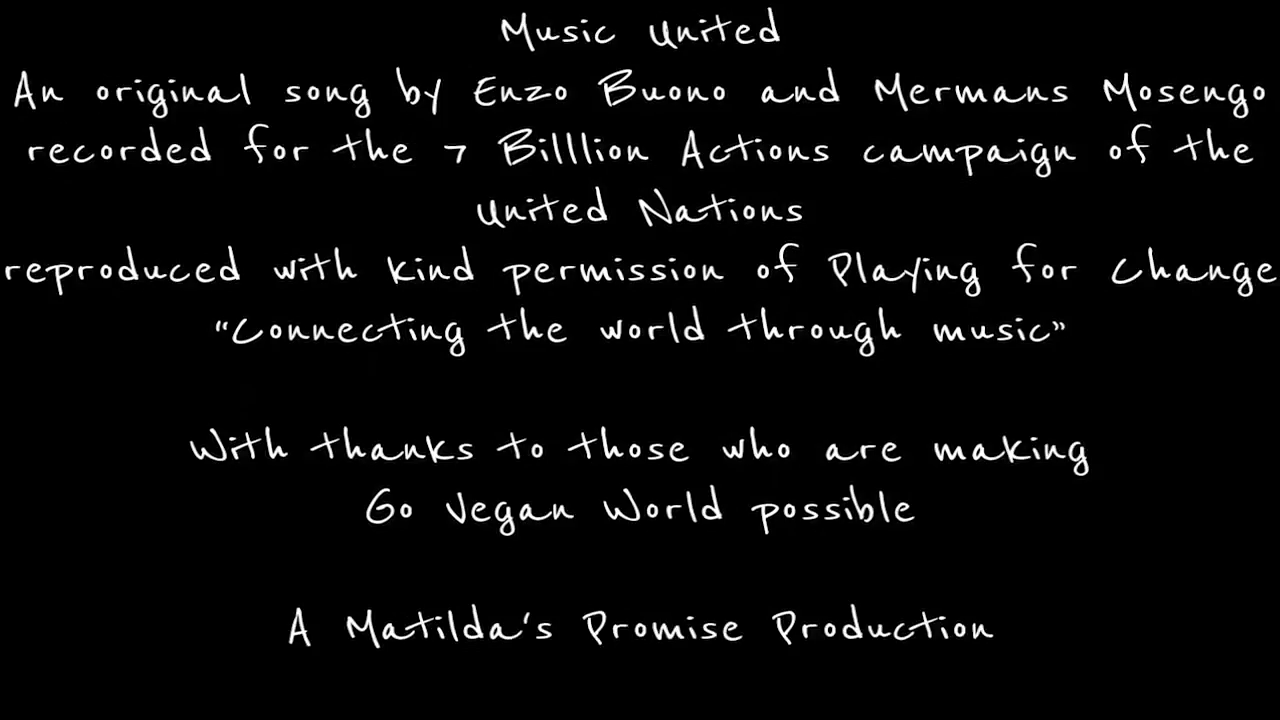 Music United
An original song by Enzo Buono and Mermans Mosengo
recorded for the 7 Billlion Actions campaign of the
United Nations
reproduced with kind permission of Playing for Change
"Connecting the world through music"
With thanks to those who are making
Go Vegan World possible
A Matilda's Promise Production